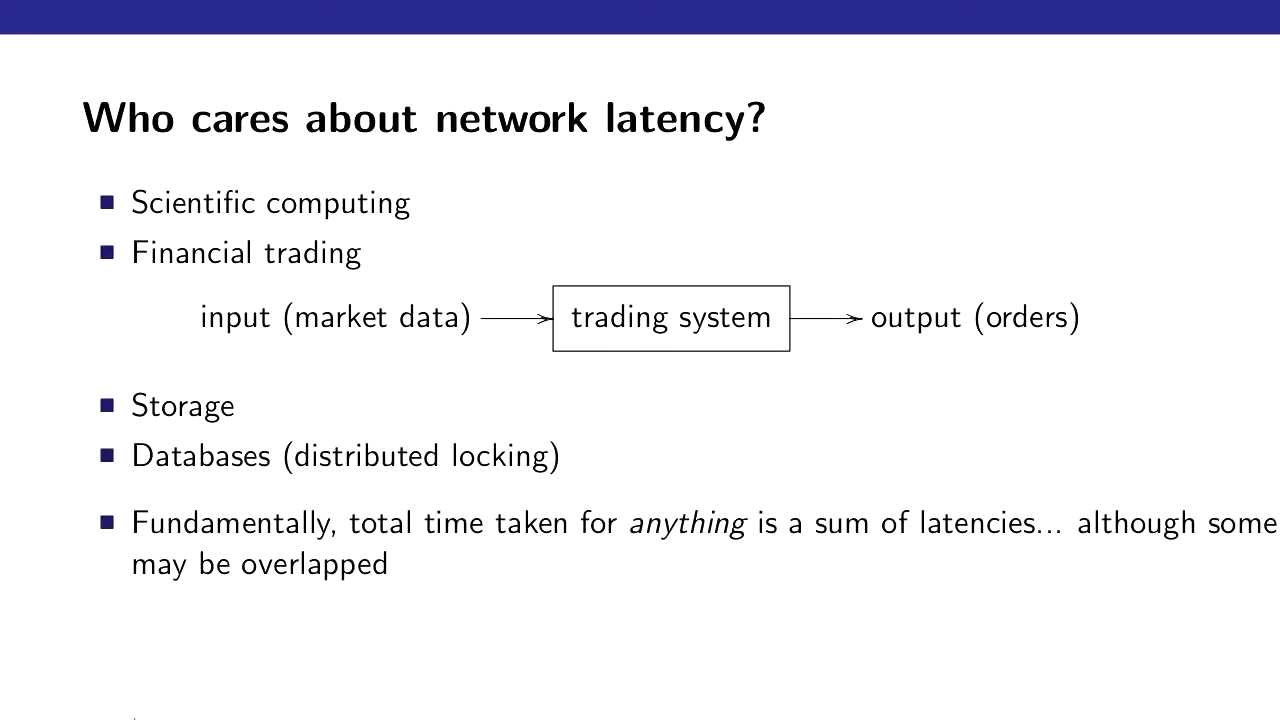 Who cares about network latency?
Scientific computing
Financial trading
input (market data) trading system output (orders)
Storage
Databases (distributed locking)
Fundamentally, total time taken for anything is a sum of latencies... although some
may be overlapped